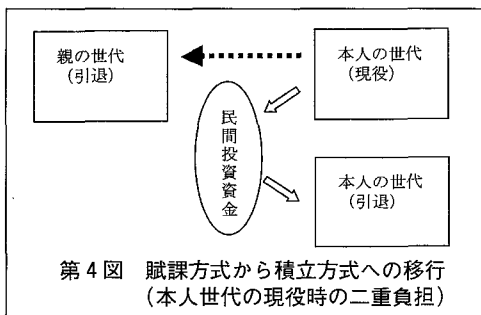 親の世代
(引退)
本人の世代
(現役)
民間投資資金
本人の世代
(引退)
第4図 賦課方式から積立方式への移行
(本人世代の現役時の二重負担)